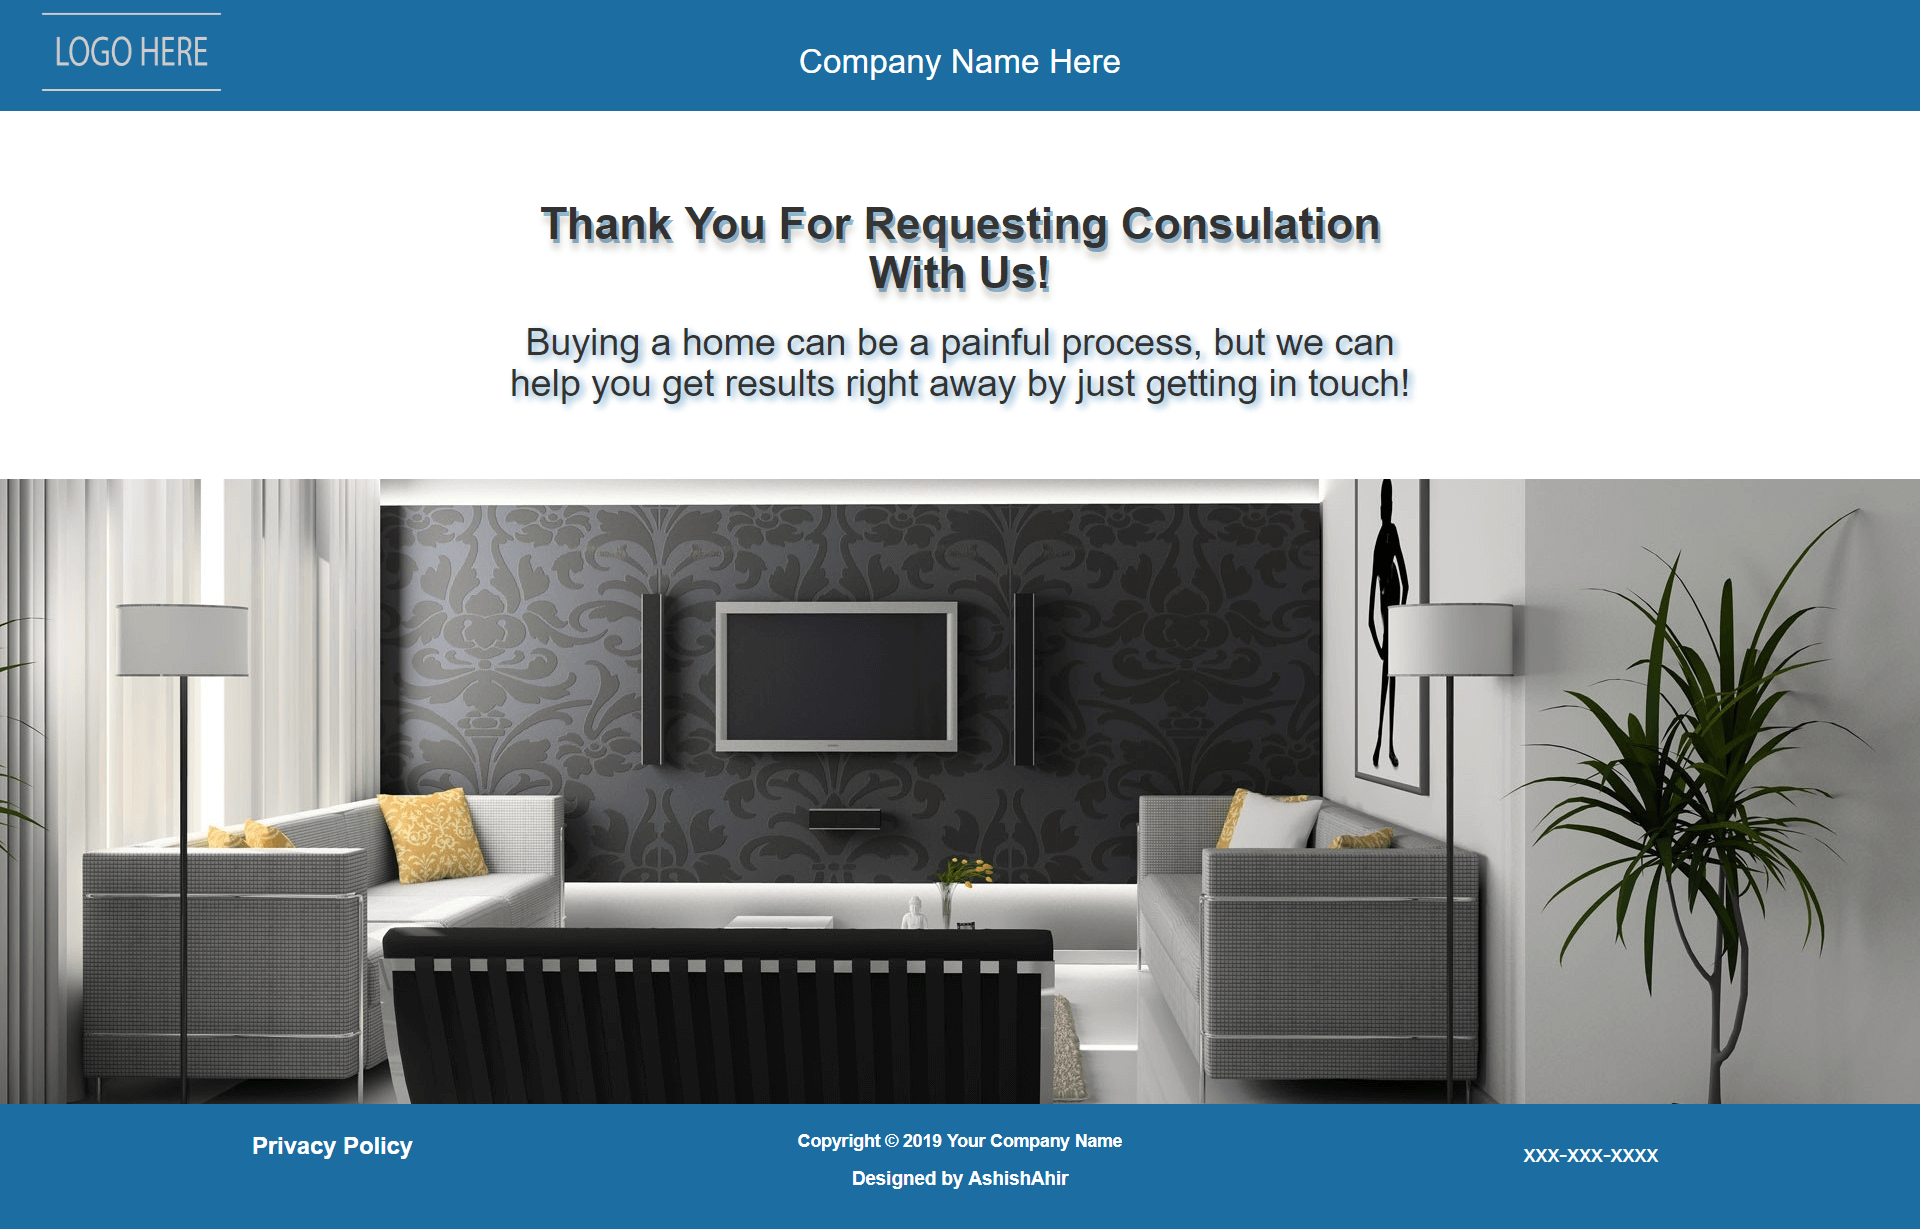 LOGO HERE
Company Name Here
Thank You For Requesting Consulation
With Us!
Buying a home can be a painful process, but we can
help you get results right away by just getting in touch!
Privacy Policy
Copyright © 2019 Your Company Name
Designed by AshishAhir
XXX-XXX-XXXX